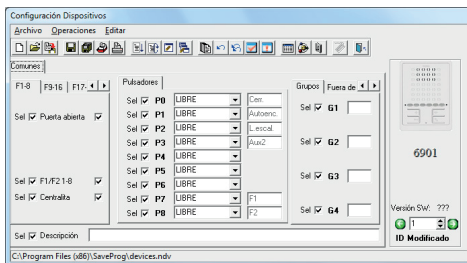 Configuración Dispositivos
Archivo Operaciones Editar
Comunes
F1-8 F9-16 F17-
Sel Puerta abierta
Sel F1/F2 1-8
Sel Centralita
Pulsadores
Sel P0 LIBRE Cerr.
Sel P1 LIBRE Autoenc.
Sel P2 LIBRE L.escal.
Sel P3 LIBRE Aux2
Sel P4 LIBRE
Sel P5 LIBRE
Sel P6 LIBRE
Sel P7 LIBRE F1
Sel P8 LIBRE F2
Grupos Fuera de
Sel G1
Sel G2
Sel G3
Sel G4
6901
Versión SW: ???
1
ID Modificado
Sel Descripción
C:\Program Files (x86)\SaveProg\devices.ndv